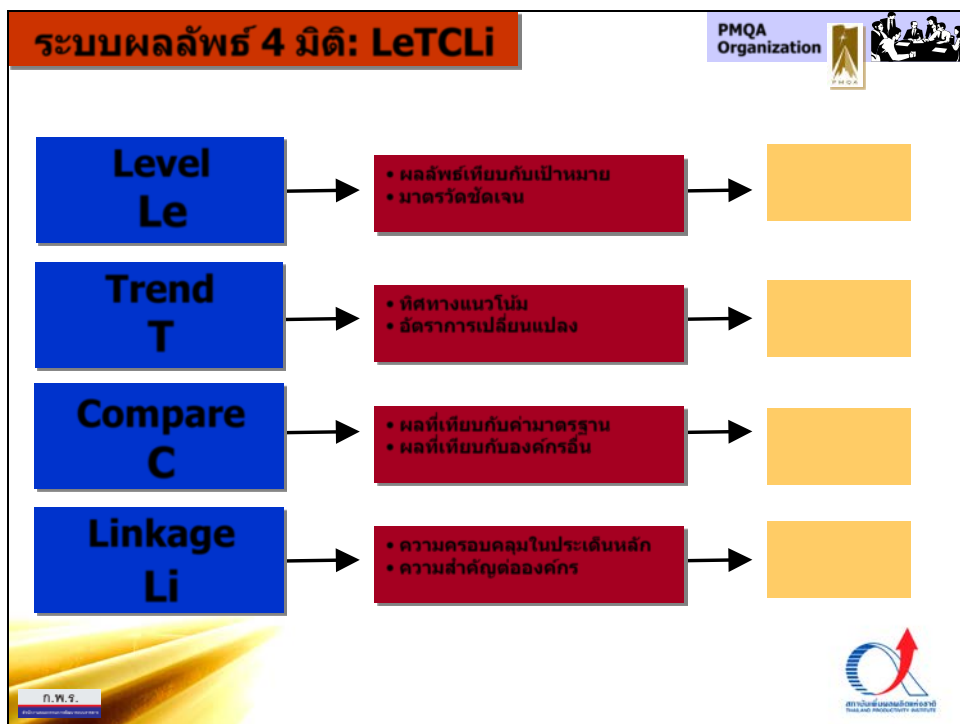 ระบบผลลัพธ์ 4 มิติ: LeTCLi
PMQA
Organization
PMQA
Level
Le
• ผลลัพธ์เทียบกับเป้าหมาย
• มาตรวัดชัดเจน
Trend
T
• ทิศทางแนวโน้ม
• อัตราการเปลี่ยนแปลง
Compare
C
• ผลที่เทียบกับค่ามาตรฐาน
• ผลที่เทียบกับองค์กรอื่น
Linkage
Li
• ความครอบคลุมในประเด็นหลัก
• ความสำคัญต่อองค์กร
ก.พ.ร.
สถาบันเพิ่มผลผลิตแห่งชาติ
THAILAND PRODUCTIVITY INSTITUTE